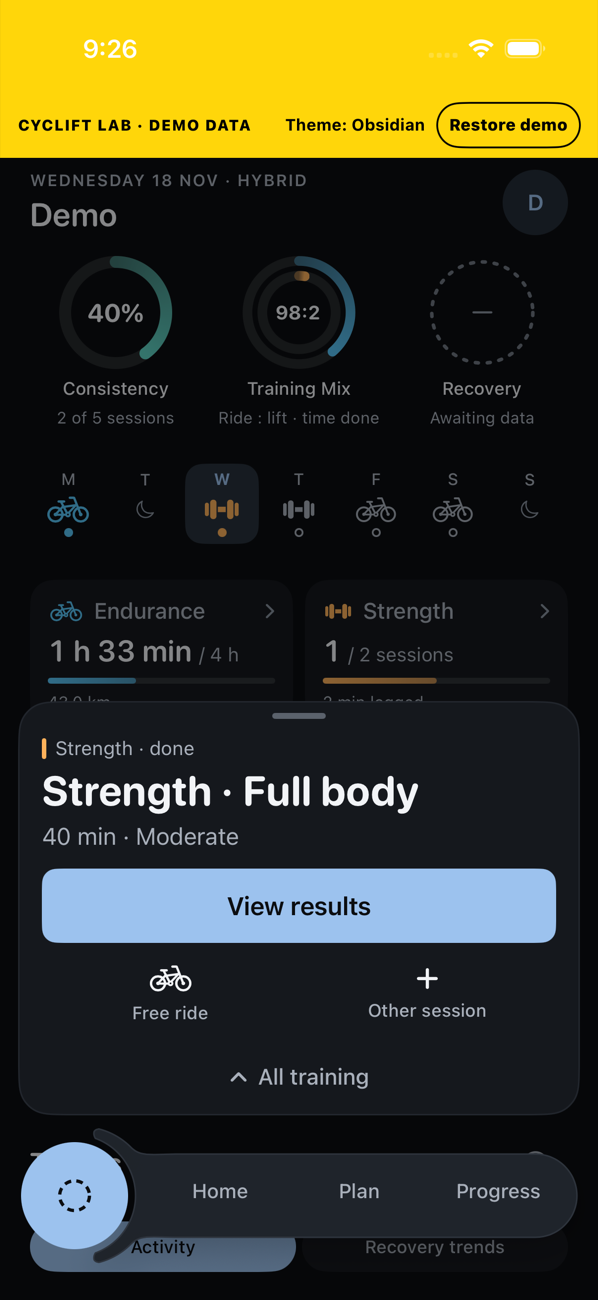 9:26
CYCLIFT LAB · DEMO DATA
Theme: Obsidian
Restore demo
WEDNESDAY 18 NOV · HYBRID
Demo
D
40%
98:2
—
Consistency
Training Mix
Recovery
2 of 5 sessions
Ride : lift · time done
Awaiting data
M T W T F S S
Endurance
Strength
1 h 33 min / 4 h
1 / 2 sessions
Strength · done
Strength · Full body
40 min · Moderate
View results
Free ride
Other session
All training
Home
Plan
Progress
Activity
Recovery trends